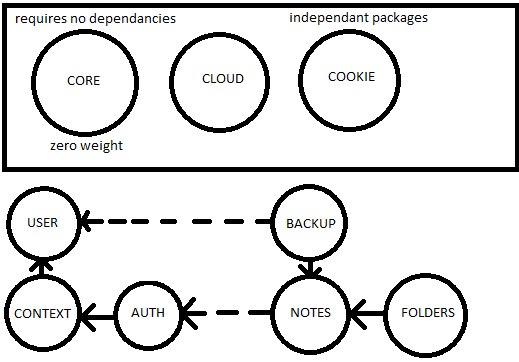 requires no dependancies
independant packages
CORE
CLOUD
COOKIE
zero weight
USER
BACKUP
CONTEXT
AUTH
NOTES
FOLDERS